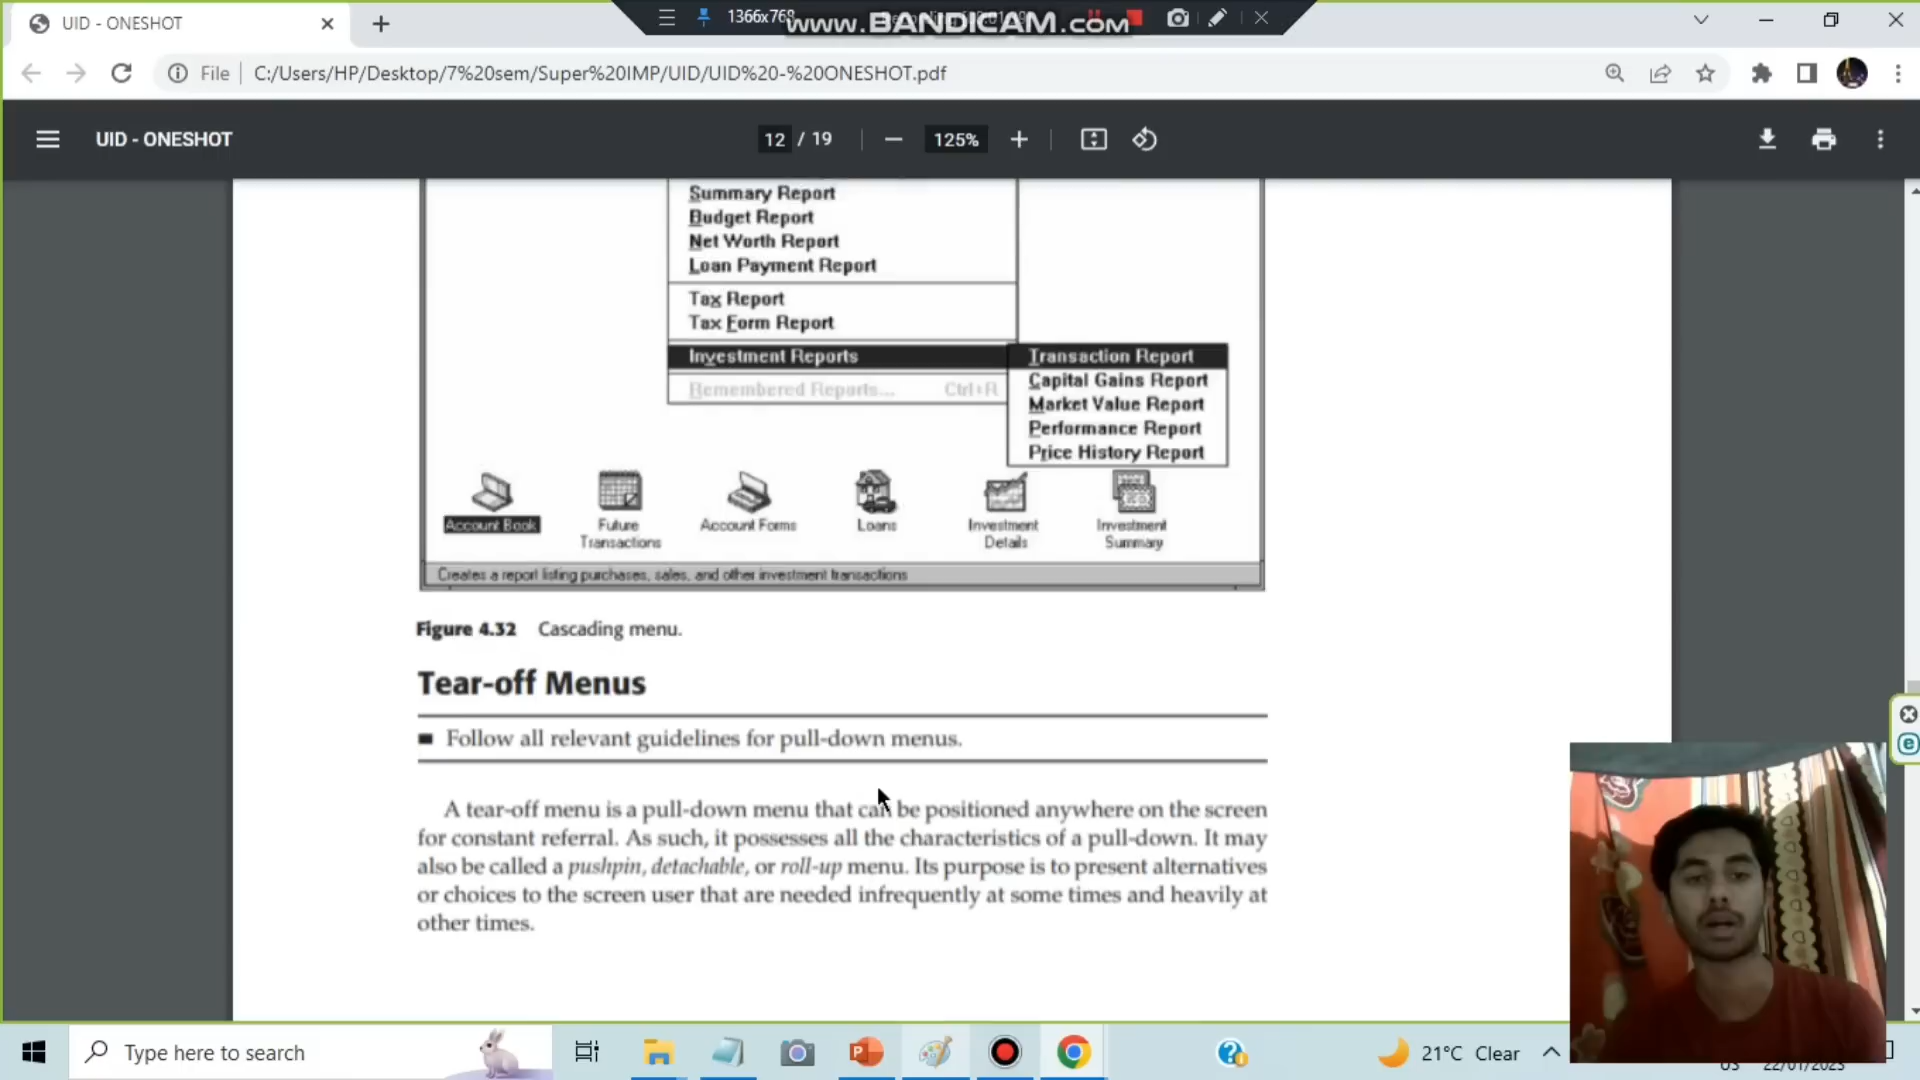 UID - ONESHOT
1366x768
WWW.BANDICAM.COM
File
C:/Users/HP/Desktop/7%20sem/Super%20IMP/UID/UID%20-%20ONESHOT.pdf
UID - ONESHOT
12 / 19
125%
Summary Report
Budget Report
Net Worth Report
Loan Payment Report
Tax Report
Tax Form Report
Investment Reports
Remembered Reports... Ctrl+R
Transaction Report
Capital Gains Report
Market Value Report
Performance Report
Price History Report
Account Book
Future Transactions
Account Forms
Loans
Investment Details
Investment Summary
Creates a report listing purchases, sales, and other investment transactions
Figure 4.32 Cascading menu.
Tear-off Menus
■ Follow all relevant guidelines for pull-down menus.
A tear-off menu is a pull-down menu that can be positioned anywhere on the screen
for constant referral. As such, it possesses all the characteristics of a pull-down. It may
also be called a pushpin, detachable, or roll-up menu. Its purpose is to present alternatives
or choices to the screen user that are needed infrequently at some times and heavily at
other times.
Type here to search
21°C Clear
US
22/01/2023